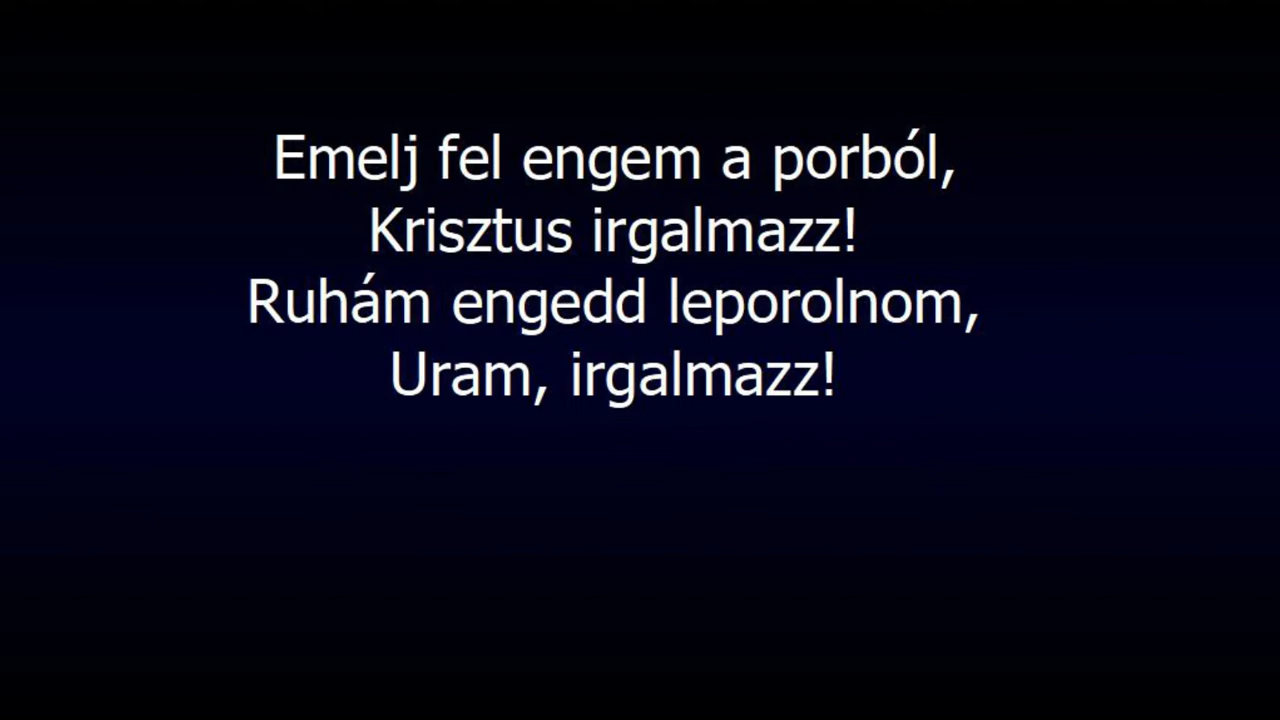 Emelj fel engem a porból,
Krisztus irgalmazz!
Ruhám engedd leporolnom,
Uram, irgalmazz!